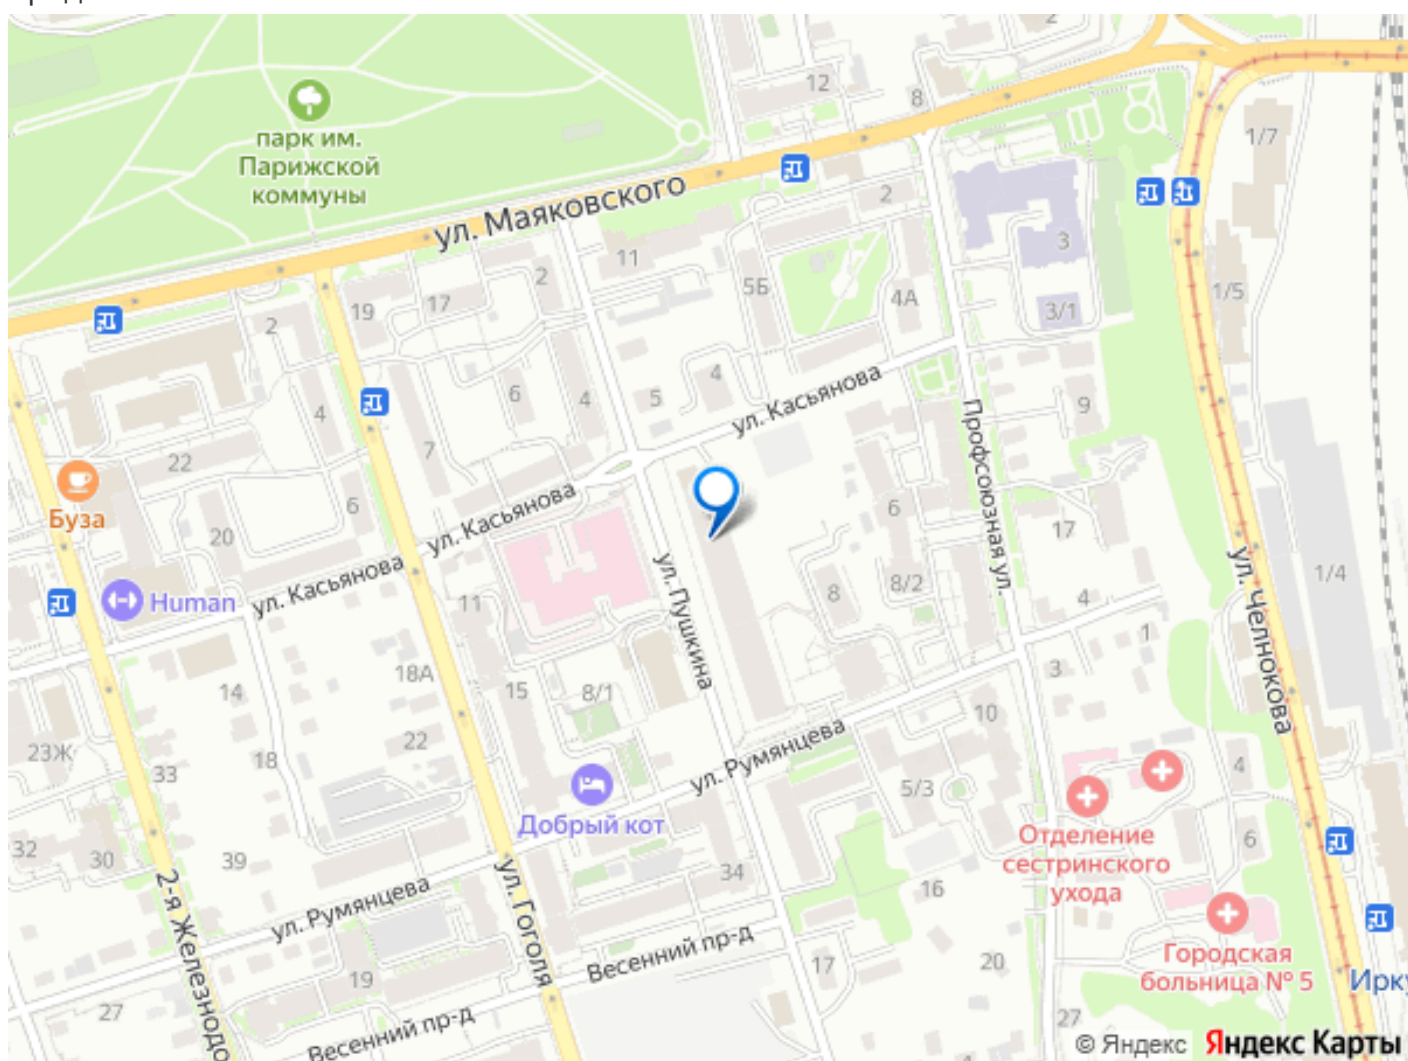 2
12
8
парк им.
Парижской
коммуны
1/7
ул. Маяковского
2
3
11
2
5Б
4А
1/5
3/1
19
17
2
4
6
4
5
4
ул. Касьянова
9
Профсоюзная ул.
7
22
Буза
6
20
ул. Касьянова
6
17
ул. Касьянова
Human
11
ул. Пушкина
8
8/2
4
1/4
ул. Челнокова
1
3
18А
14
15
8/1
10
23Ж
33
18
22
ул. Румянцева
5/3
4
Добрый кот
Отделение
сестринского
ухода
6
32
30
39
34
16
ул. Румянцева
ул. Гоголя
2-я Железнодо
Весенний пр-д
17
20
Городская
больница № 5
Ирку
19
27
27
Весенний пр-д
4
© Яндекс Яндекс Карты